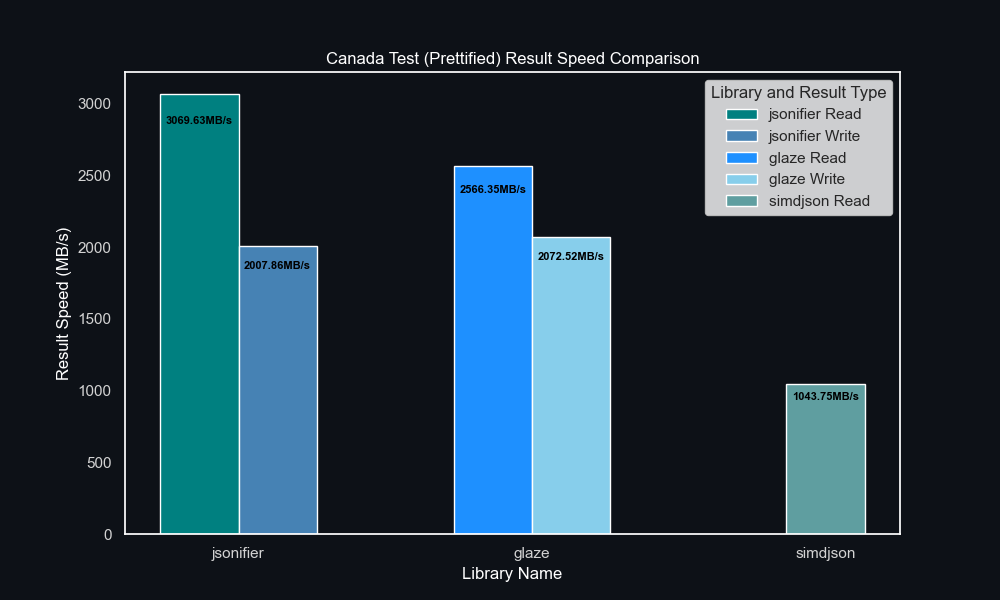 Canada Test (Prettified) Result Speed Comparison
Library and Result Type
jsonifier Read
jsonifier Write
glaze Read
glaze Write
simdjson Read
Result Speed (MB/s)
3000
2500
2000
1500
1000
500
0
3069.63MB/s
2007.86MB/s
2566.35MB/s
2072.52MB/s
1043.75MB/s
jsonifier
glaze
simdjson
Library Name